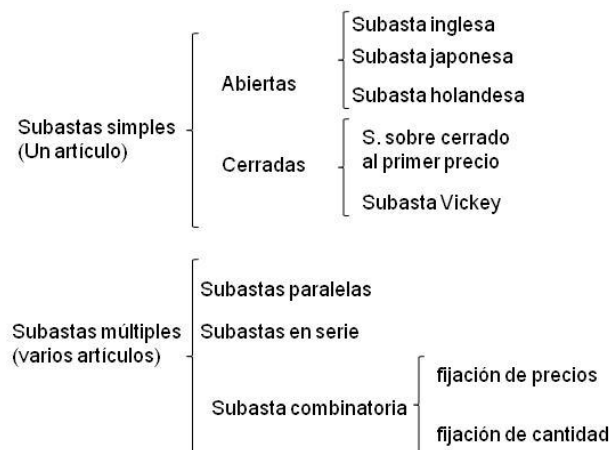 Subastas simples
(Un artículo)
Abiertas
Subasta inglesa
Subasta japonesa
Subasta holandesa
Cerradas
S. sobre cerrado
al primer precio
Subasta Vickey
Subastas múltiples
(varios artículos)
Subastas paralelas
Subastas en serie
Subasta combinatoria
fijación de precios
fijación de cantidad